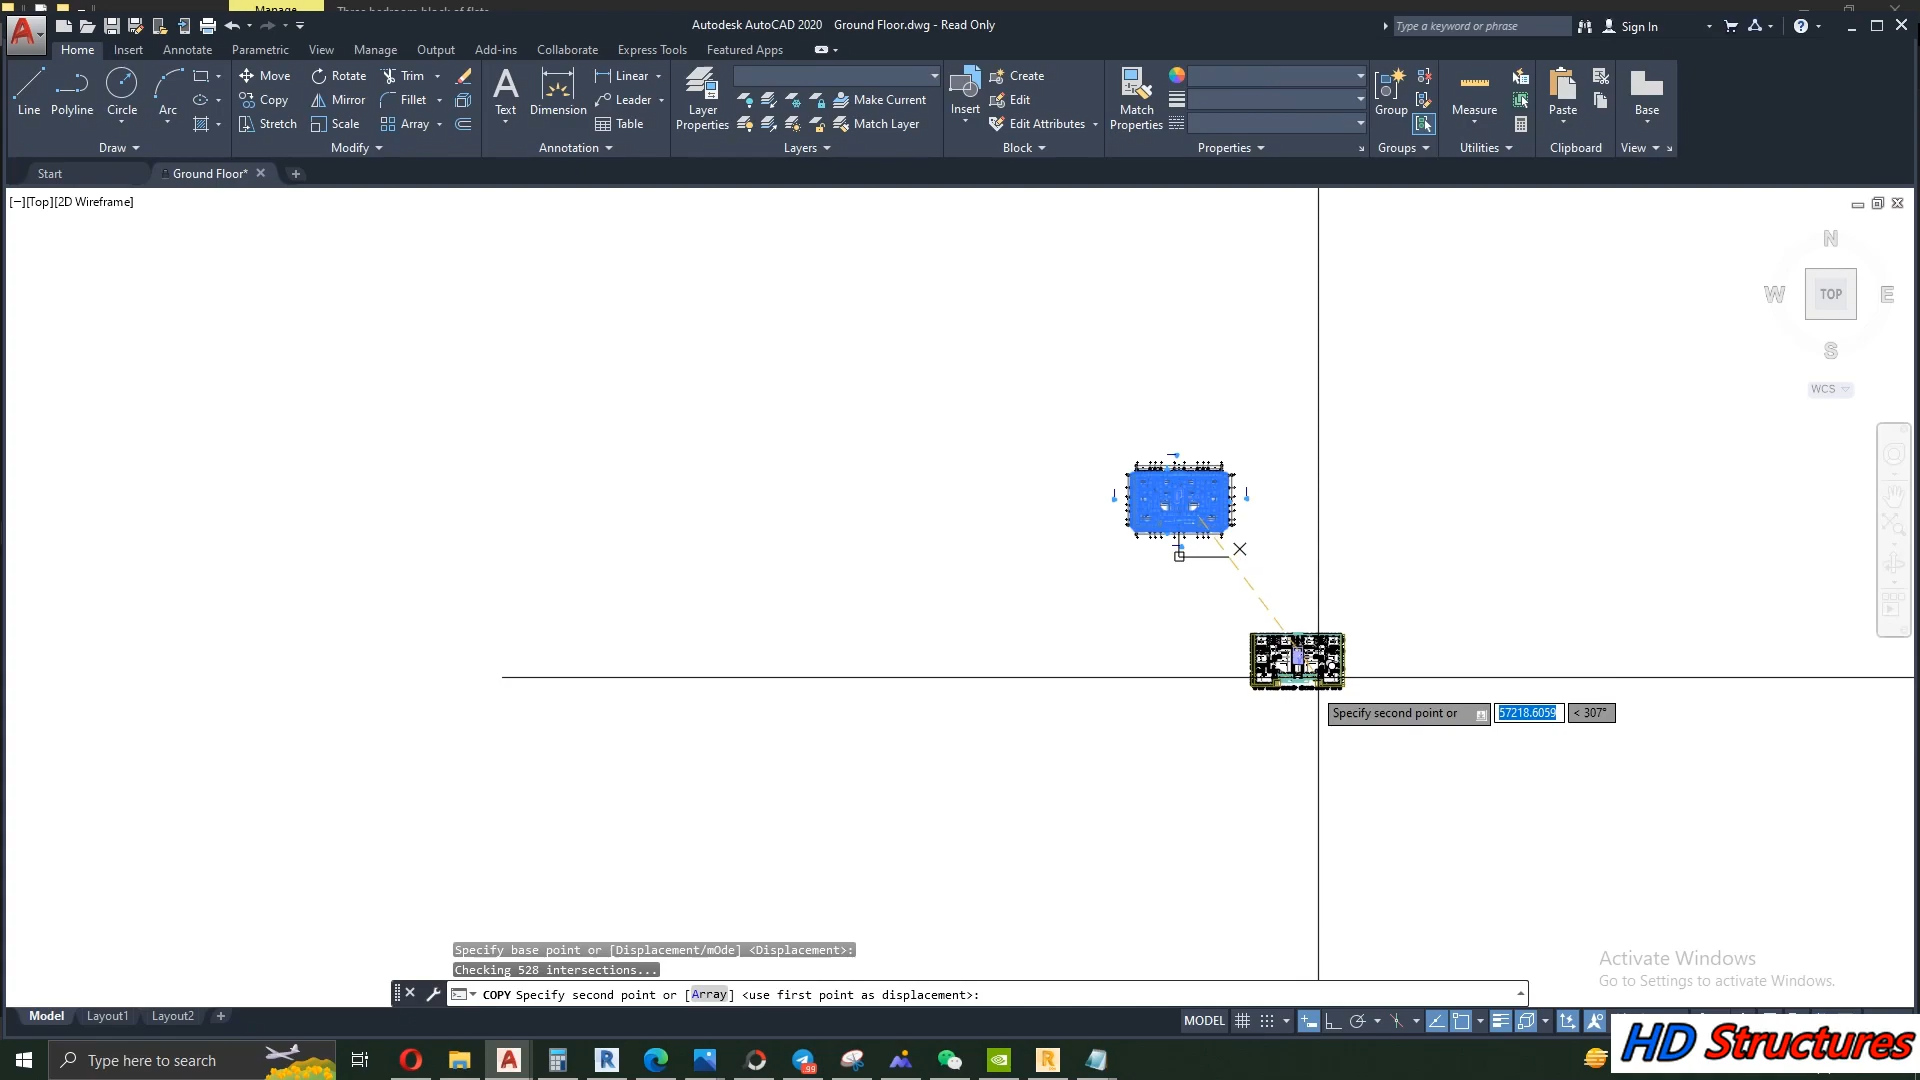 Manage
Autodesk AutoCAD 2020 Ground Floor.dwg - Read Only
Type a keyword or phrase
Sign In
Home Insert Annotate Parametric View Manage Output Add-ins Collaborate Express Tools Featured Apps
Line Polyline Circle Arc
Move Rotate Trim
Copy Mirror Fillet
Stretch Scale Array
Text Dimension
Linear
Leader
Table
Layer Properties
Make Current
Match Layer
Insert
Create
Edit
Edit Attributes
Match Properties
Group
Measure
Paste
Base
Draw Modify Annotation Layers Block Properties Groups Utilities Clipboard View
Start Ground Floor*
[−][Top][2D Wireframe]
N
W TOP E
S
WCS
Specify second point or 57218.6059 < 307°
Specify base point or [Displacement/mOde] <Displacement>:
Checking 528 intersections...
COPY Specify second point or [Array] <use first point as displacement>:
Activate Windows
Go to Settings to activate Windows.
Model Layout1 Layout2
MODEL
Type here to search
HD Structures